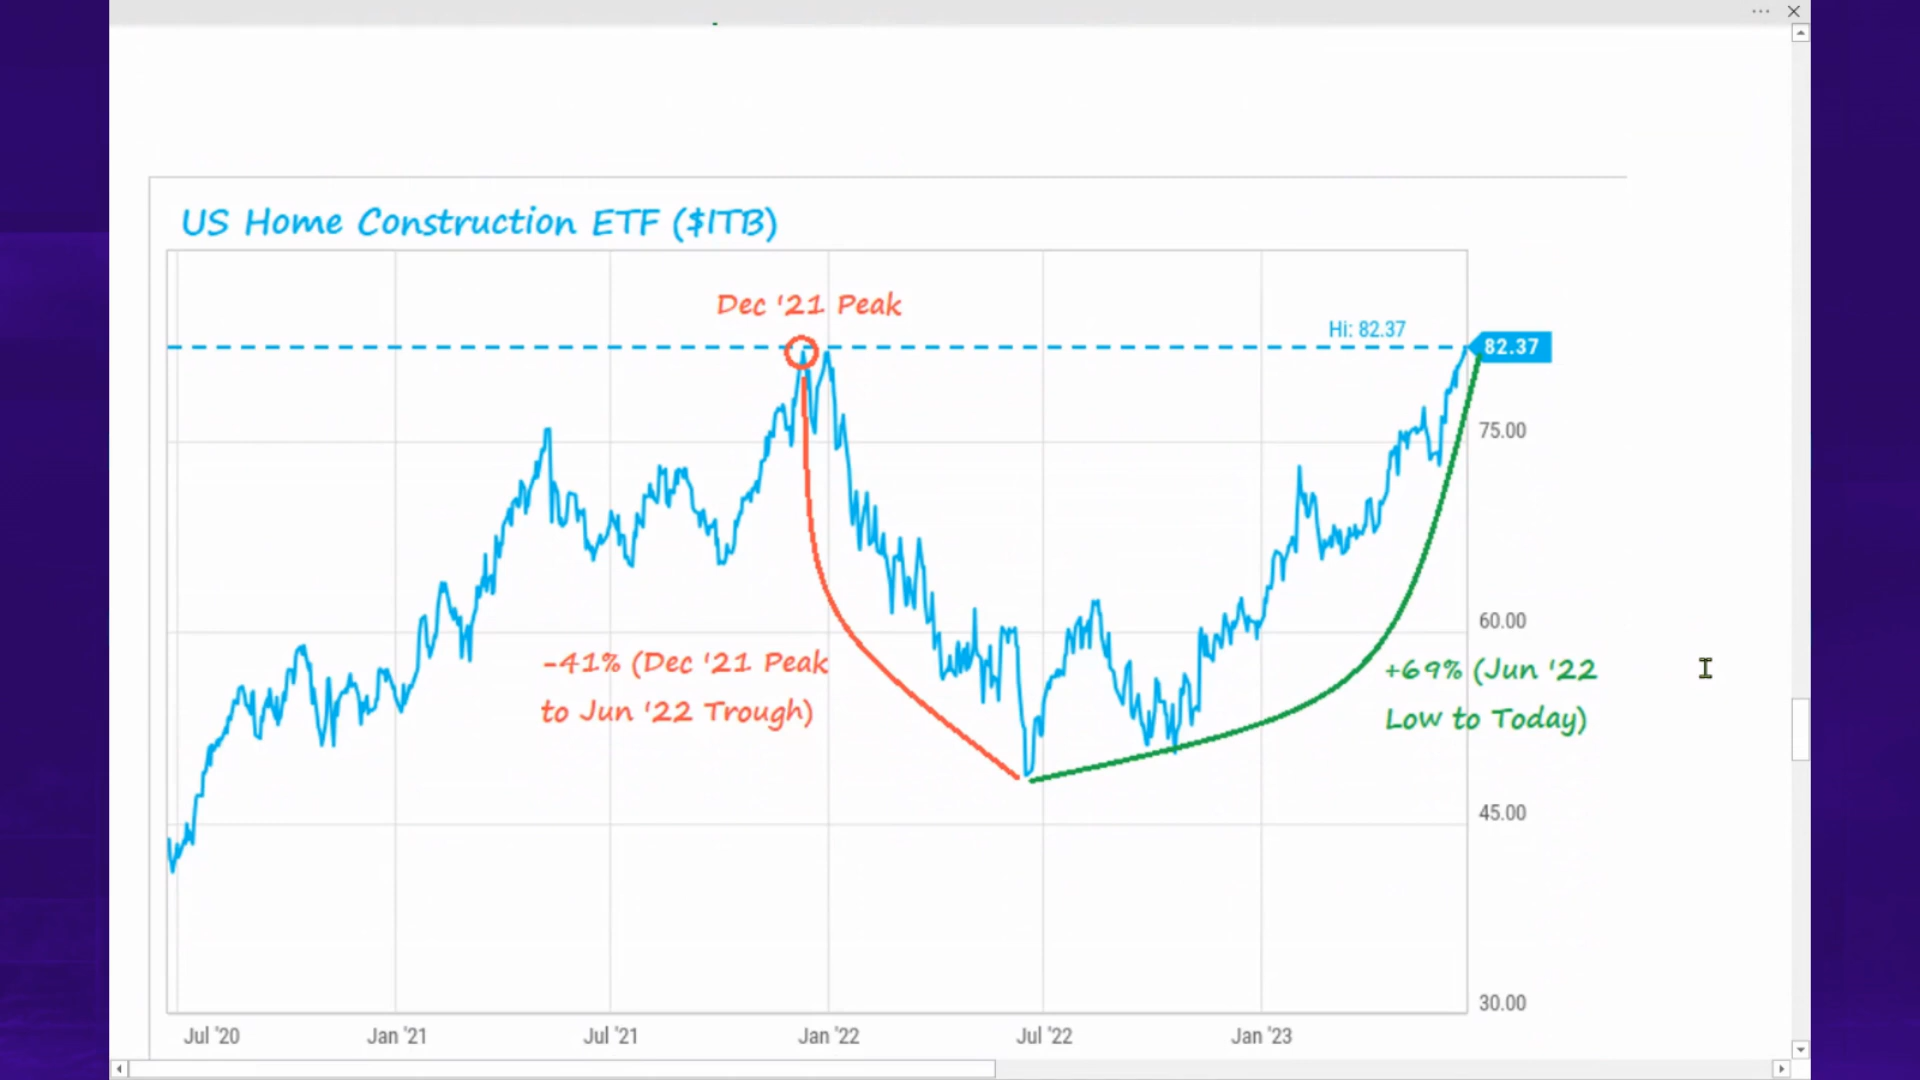 US Home Construction ETF ($ITB)
Dec '21 Peak
Hi: 82.37
82.37
75.00
60.00
-41% (Dec '21 Peak
to Jun '22 Trough)
+69% (Jun '22
Low to Today)
45.00
30.00
Jul '20
Jan '21
Jul '21
Jan '22
Jul '22
Jan '23